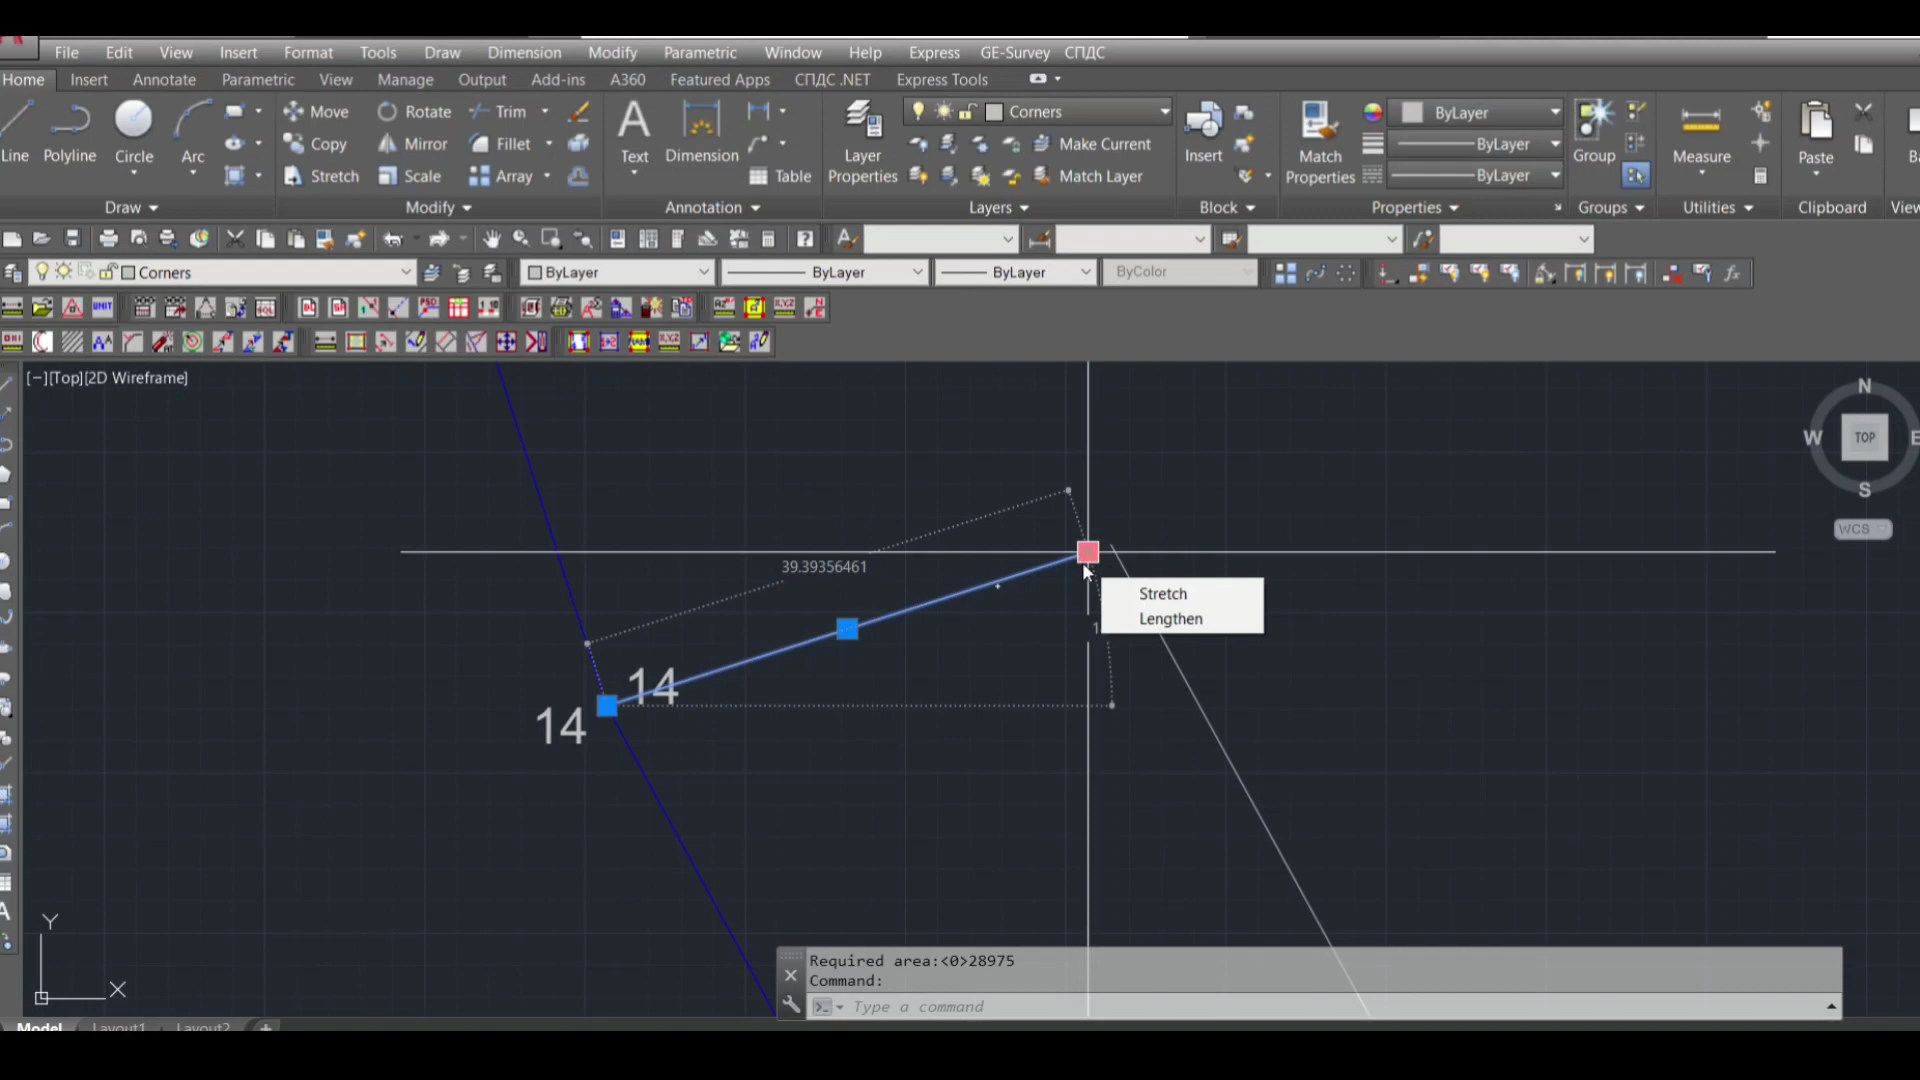 File Edit View Insert Format Tools Draw Dimension Modify Parametric Window Help Express GE-Survey СПДС
Home Insert Annotate Parametric View Manage Output Add-ins A360 Featured Apps СПДС .NET Express Tools
Line Polyline Circle Arc
Move Rotate Trim
Copy Mirror Fillet
Stretch Scale Array
Text Dimension Table
Layer Properties
Corners
Make Current
Match Layer
Insert
Match Properties
ByLayer
ByLayer
ByLayer
Group
Measure
Paste
Draw Modify Annotation Layers Block Properties Groups Utilities Clipboard
Corners ByLayer ByLayer ByLayer ByColor
UNIT
[−][Top][2D Wireframe]
N
W TOP E
S
WCS
39.39356461
Stretch
Lengthen
14
14
Y
X
Required area:<0>28975
Command:
Type a command
Model Layout1 Layout2 +